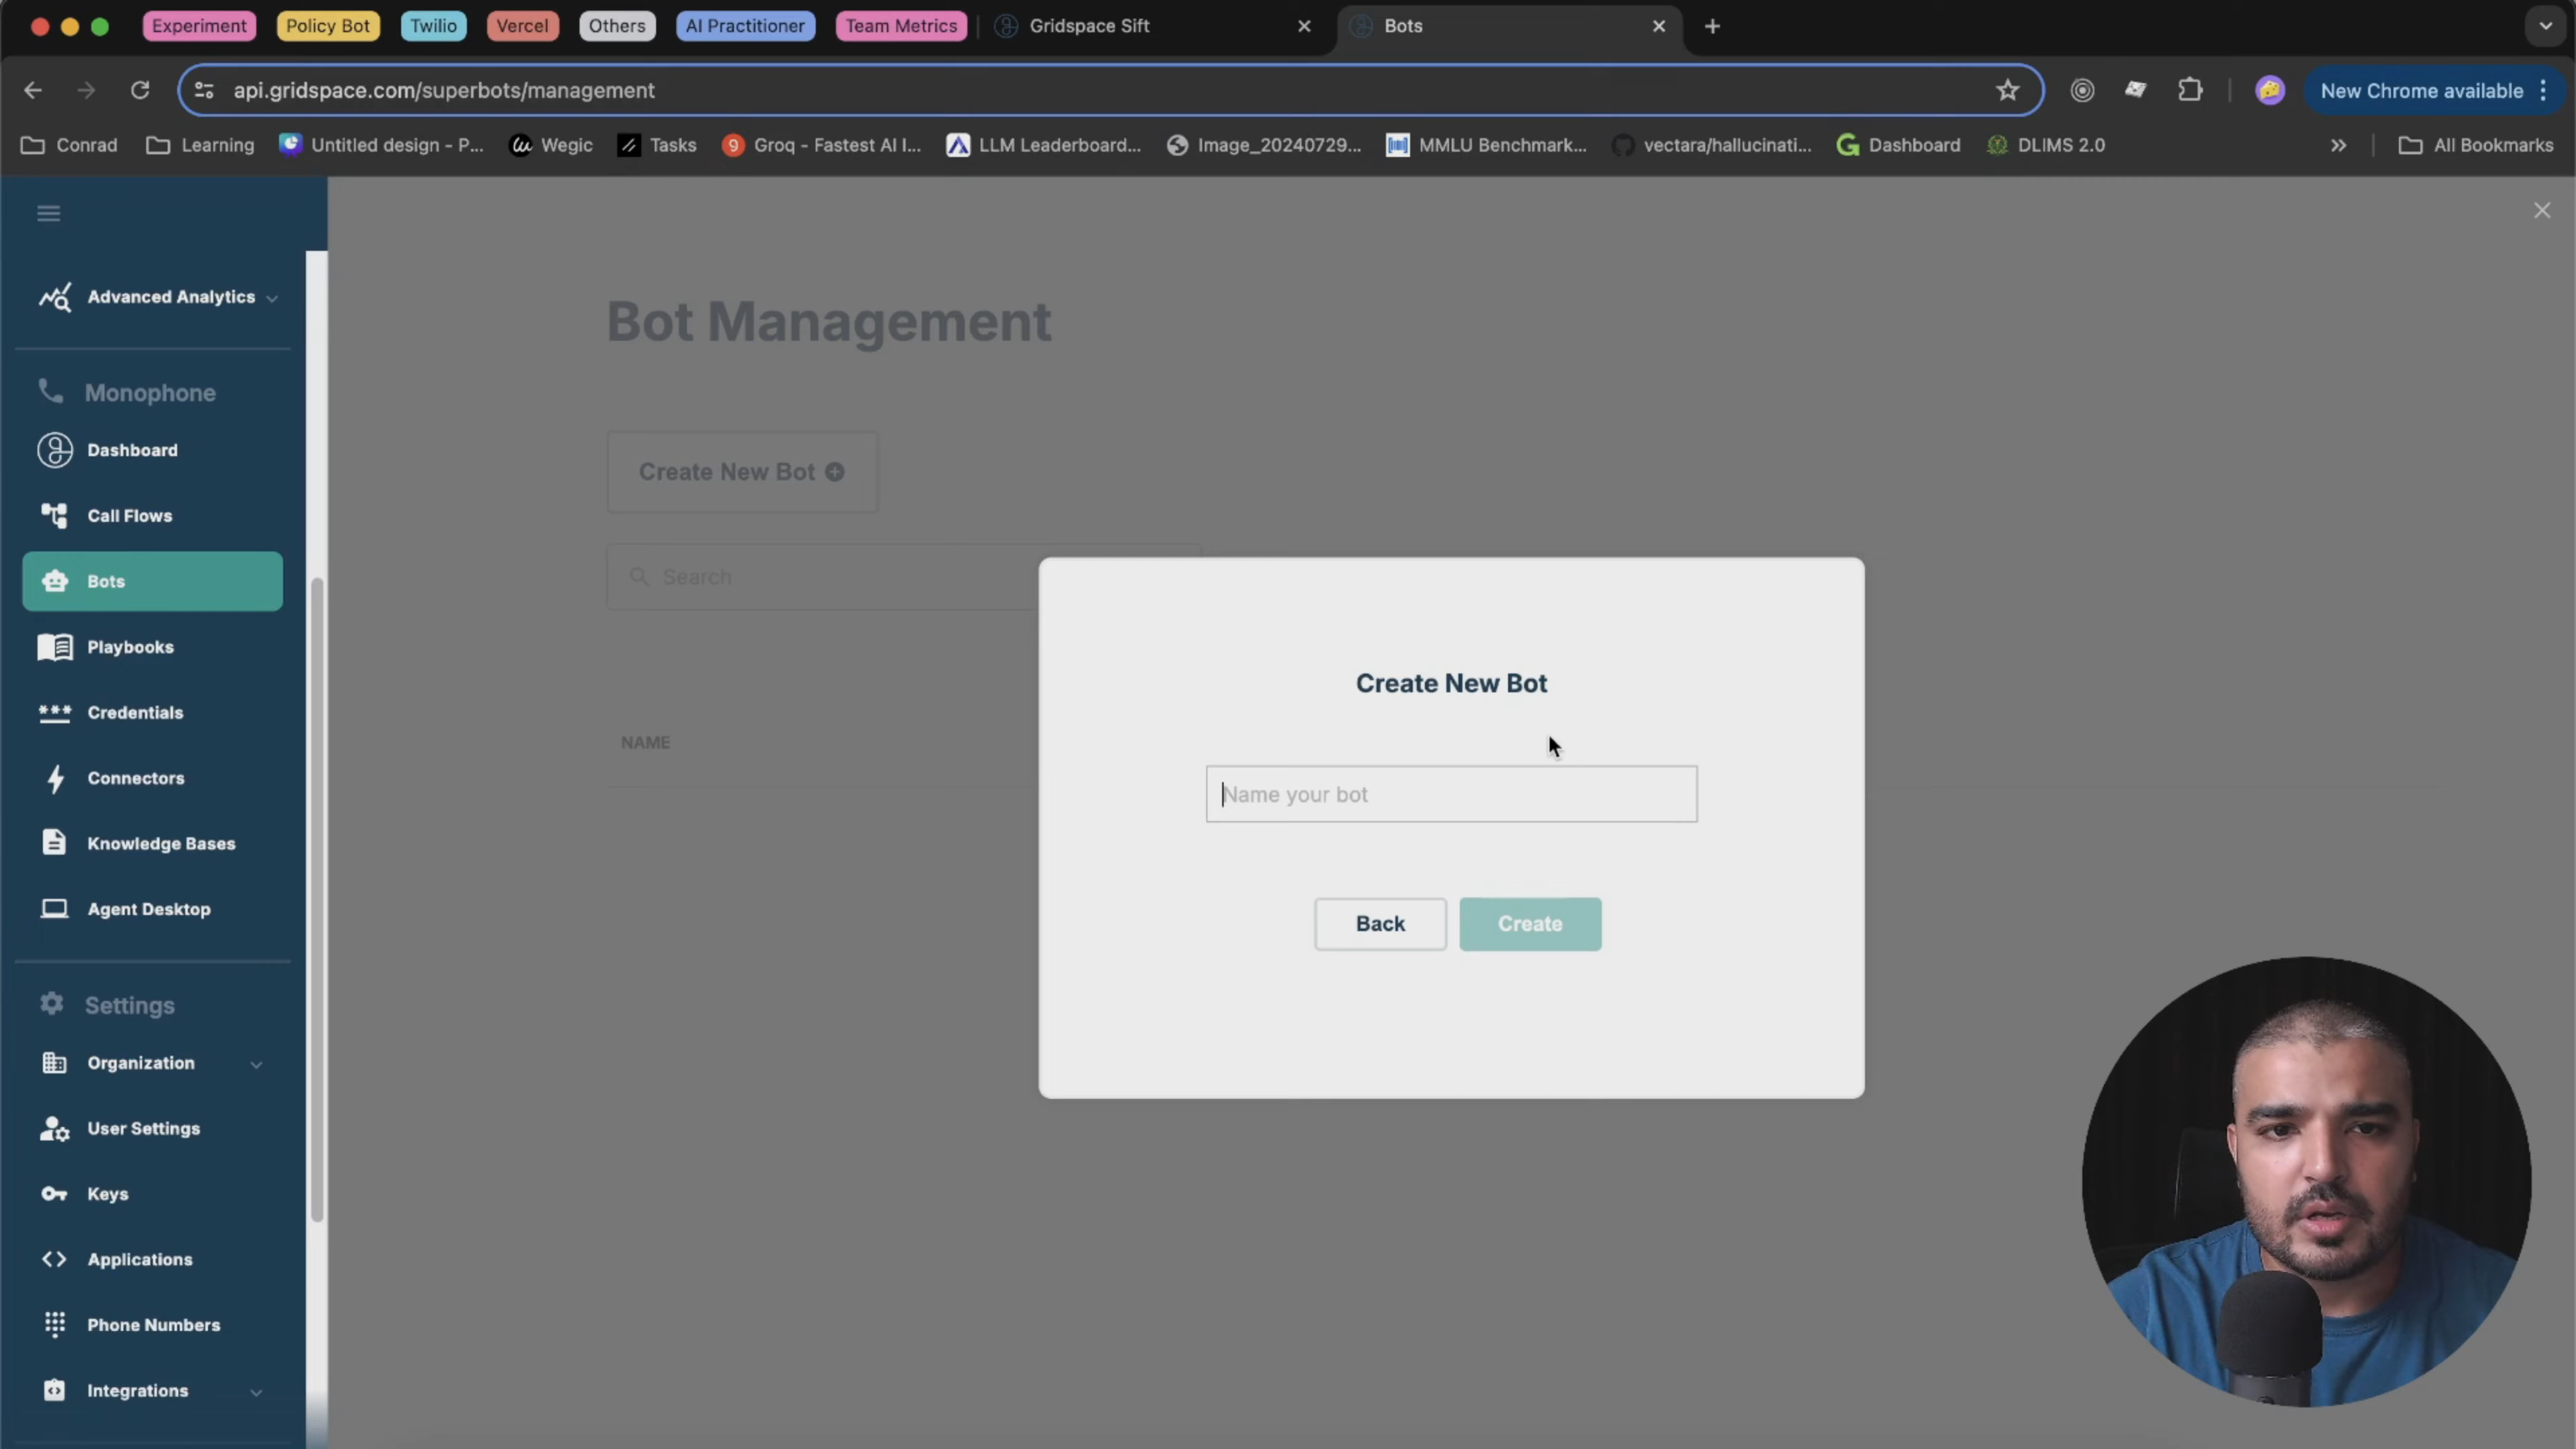 Experiment
Policy Bot
Twilio
Vercel
Others
AI Practitioner
Team Metrics
Gridspace Sift
Bots
api.gridspace.com/superbots/management
New Chrome available
Conrad
Learning
Untitled design - P...
Wegic
Tasks
Groq - Fastest AI I...
LLM Leaderboard...
Image_20240729...
MMLU Benchmark...
vectara/hallucinati...
Dashboard
DLIMS 2.0
All Bookmarks
Advanced Analytics
Monophone
Dashboard
Call Flows
Bots
Playbooks
Credentials
Connectors
Knowledge Bases
Agent Desktop
Settings
Organization
User Settings
Keys
Applications
Phone Numbers
Integrations
Bot Management
Create New Bot
Search
NAME
Create New Bot
Name your bot
Back
Create